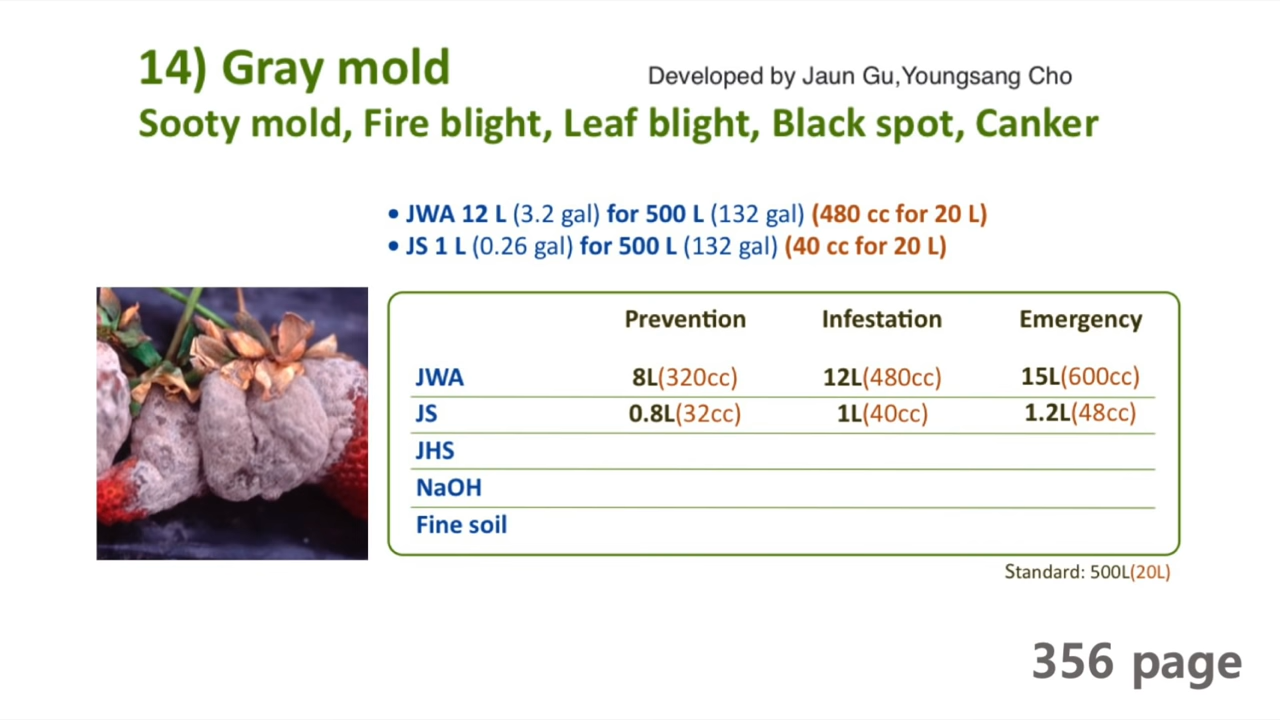 14) Gray mold
Developed by Jaun Gu,Youngsang Cho
Sooty mold, Fire blight, Leaf blight, Black spot, Canker
• JWA 12 L (3.2 gal) for 500 L (132 gal) (480 cc for 20 L)
• JS 1 L (0.26 gal) for 500 L (132 gal) (40 cc for 20 L)
Prevention Infestation Emergency
JWA 8L(320cc) 12L(480cc) 15L(600cc)
JS 0.8L(32cc) 1L(40cc) 1.2L(48cc)
JHS
NaOH
Fine soil
Standard: 500L(20L)
356 page